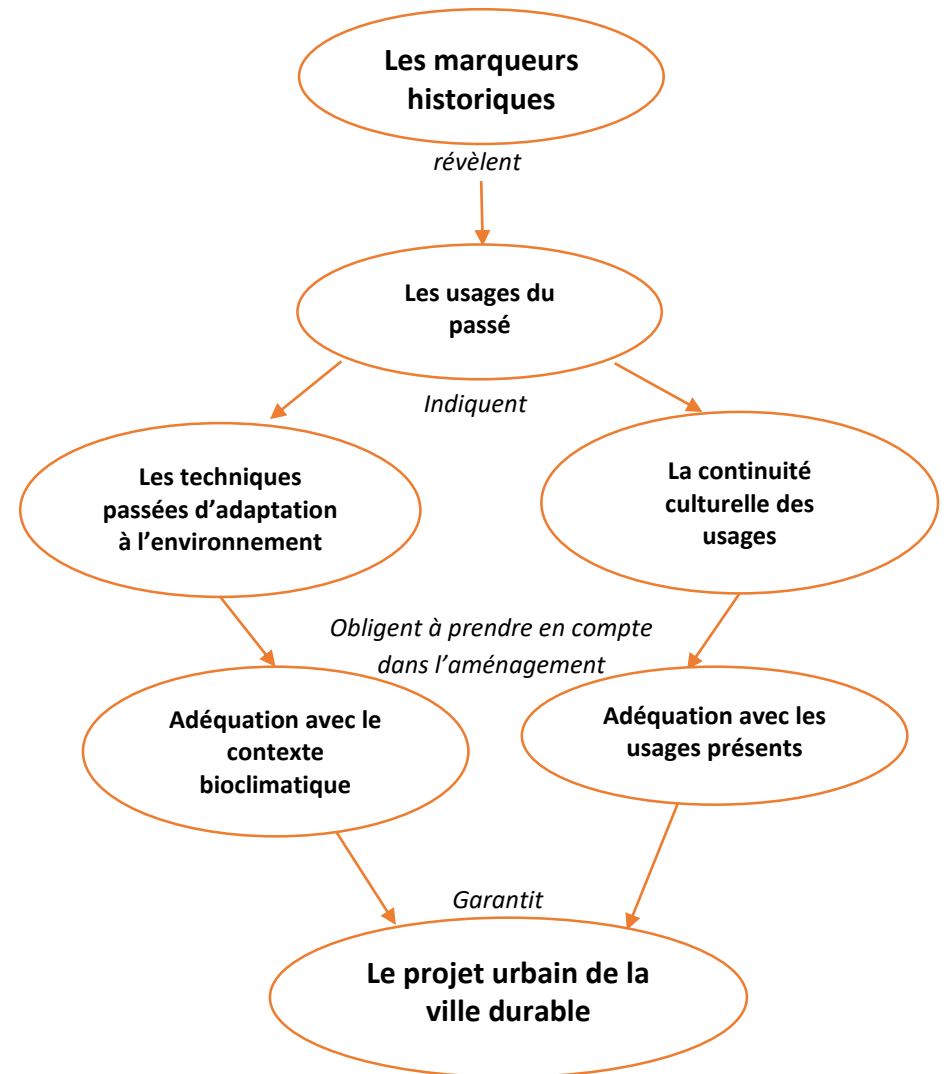 Les marqueurs
historiques
révèlent
Les usages du
passé
Indiquent
Les techniques
passées d’adaptation
à l’environnement
La continuité
culturelle des
usages
Obligent à prendre en compte
dans l’aménagement
Adéquation avec le
contexte
bioclimatique
Adéquation avec les
usages présents
Garantit
Le projet urbain de la
ville durable